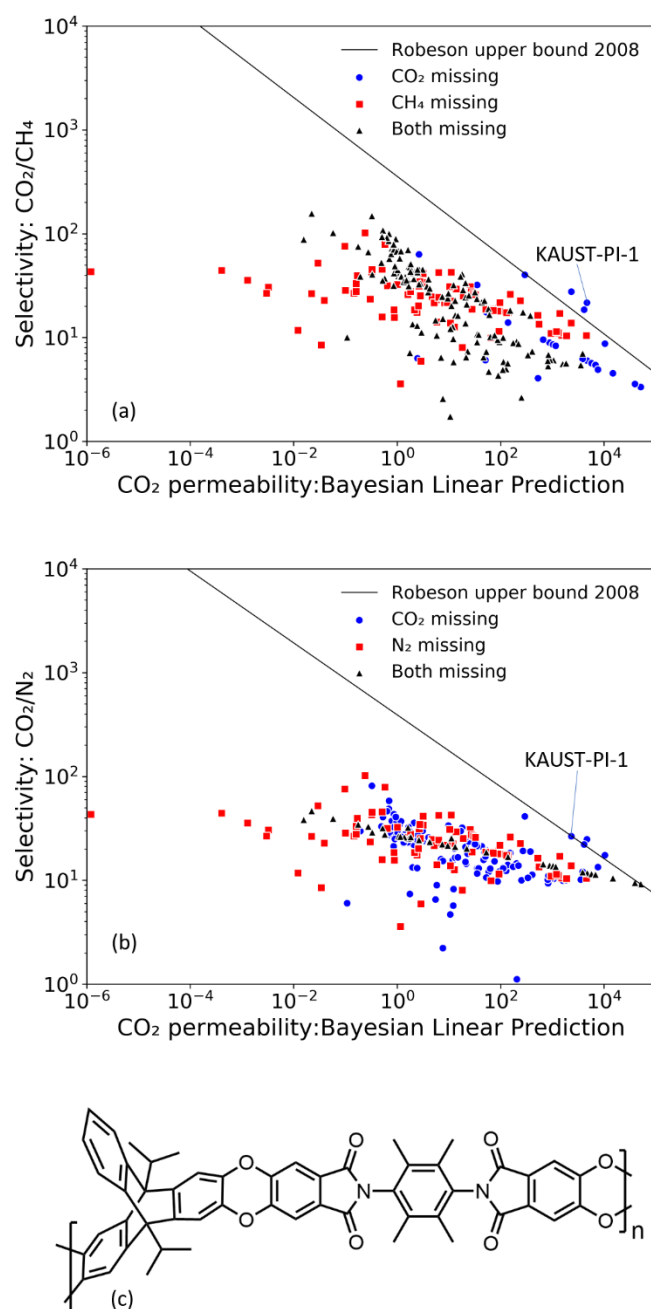 10⁴
10³
10²
10¹
10⁰
Selectivity: CO₂/CH₄
Robeson upper bound 2008
CO₂ missing
CH₄ missing
Both missing
KAUST-PI-1
(a)
10⁻⁶ 10⁻⁴ 10⁻² 10⁰ 10² 10⁴
CO₂ permeability:Bayesian Linear Prediction
10⁴
10³
10²
10¹
10⁰
Selectivity: CO₂/N₂
Robeson upper bound 2008
CO₂ missing
N₂ missing
Both missing
KAUST-PI-1
(b)
10⁻⁶ 10⁻⁴ 10⁻² 10⁰ 10² 10⁴
CO₂ permeability:Bayesian Linear Prediction
O O O O
N N
O O O O
n
(c)